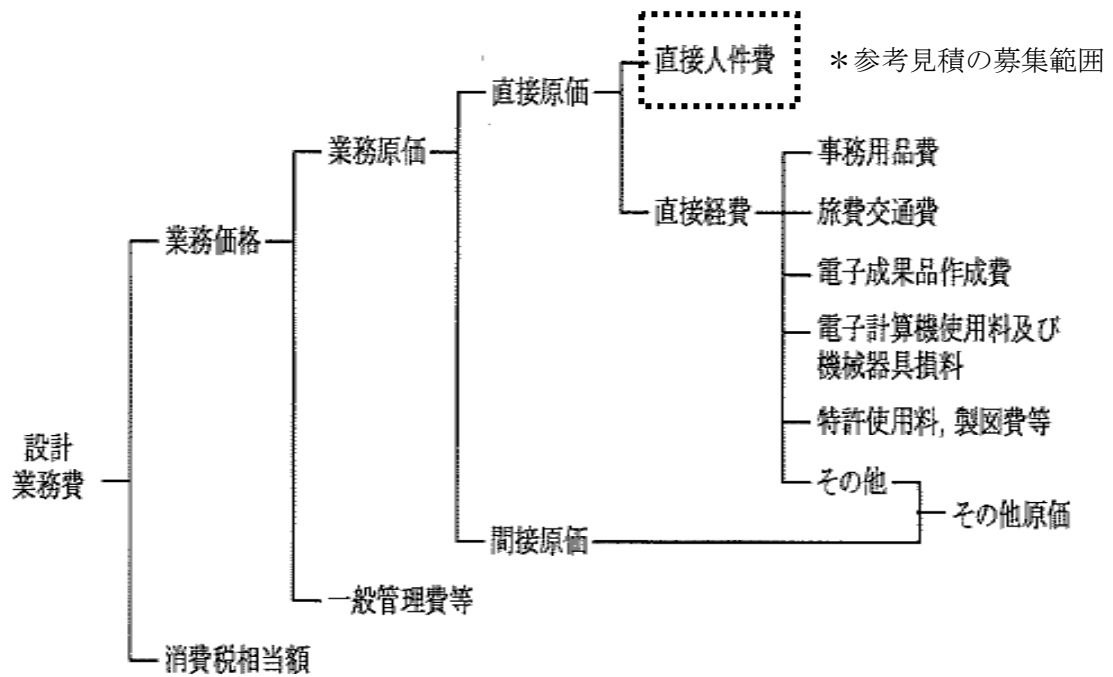 直接人件費
＊参考見積の募集範囲
直接原価
業務原価
事務用品費
直接経費
旅費交通費
業務価格
電子成果品作成費
電子計算機使用料及び
機械器具損料
特許使用料，製図費等
設計
業務費
その他
その他原価
間接原価
一般管理費等
消費税相当額